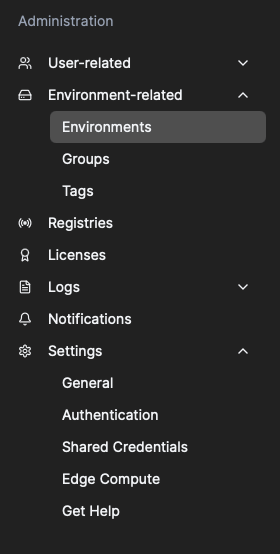 Administration
User-related
Environment-related
Environments
Groups
Tags
Registries
Licenses
Logs
Notifications
Settings
General
Authentication
Shared Credentials
Edge Compute
Get Help